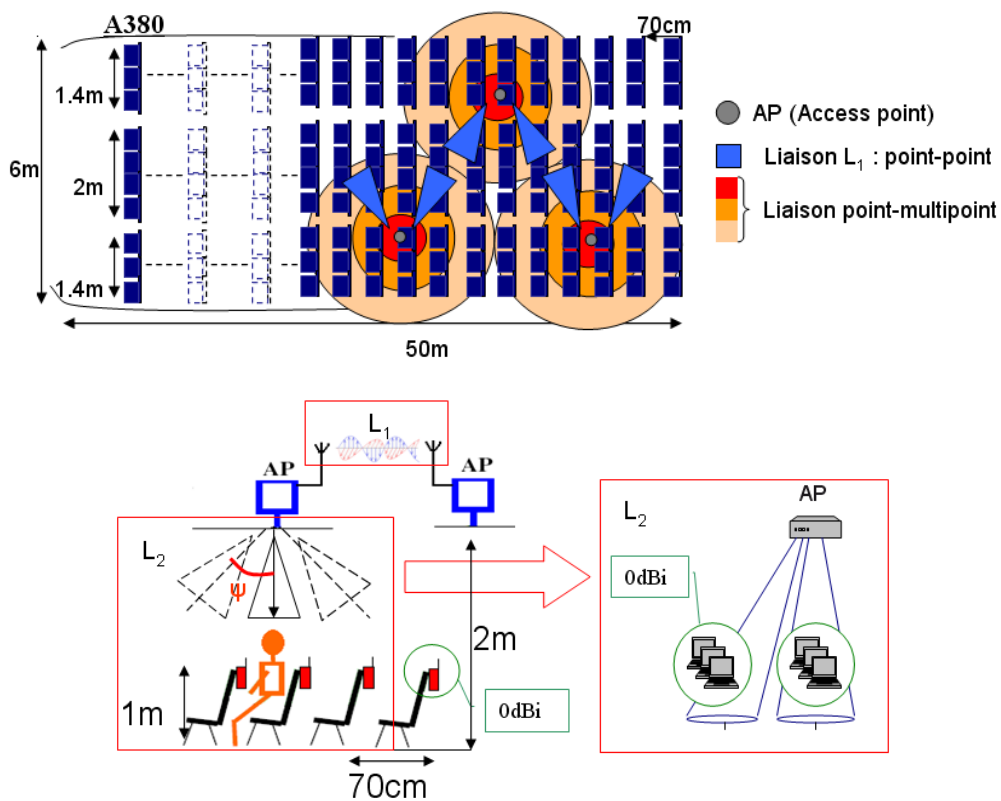 A380
70cm
1.4m
6m
2m
1.4m
50m
AP (Access point)
Liaison L₁ : point-point
Liaison point-multipoint
L₁
AP
AP
L₂
Ψ
2m
1m
0dBi
70cm
AP
L₂
0dBi